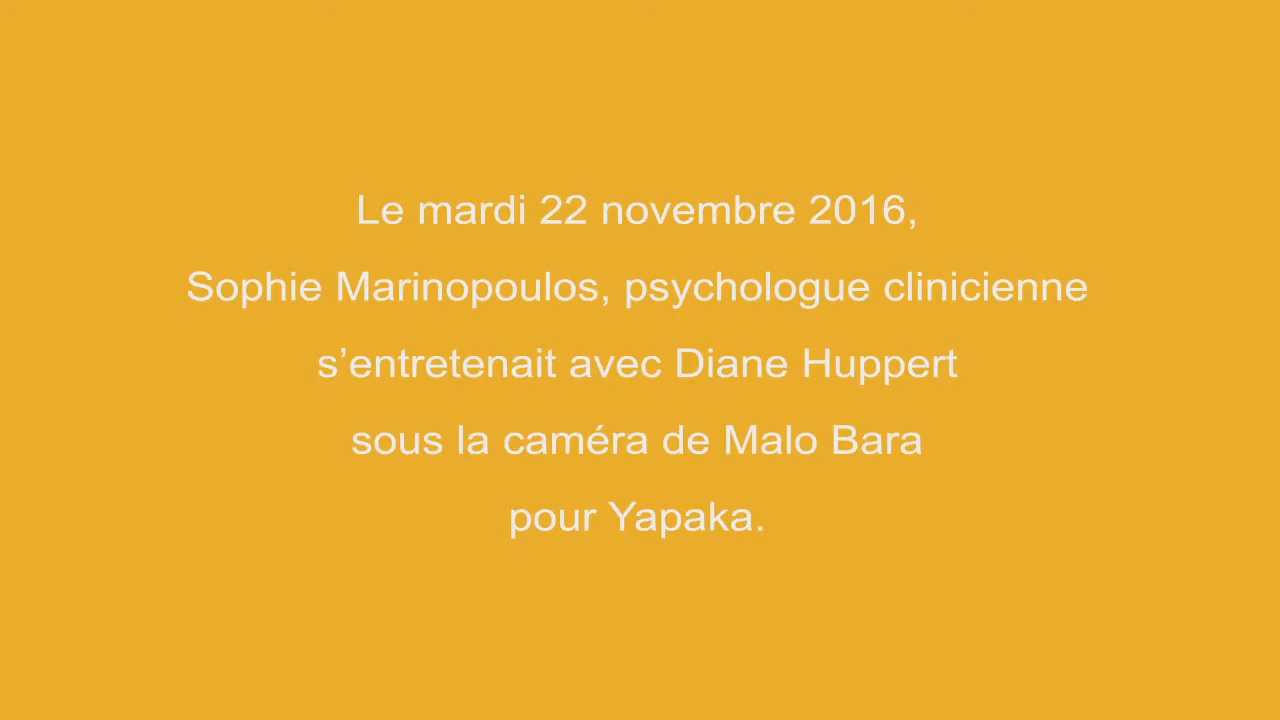 Le mardi 22 novembre 2016,
Sophie Marinopoulos, psychologue clinicienne
s’entretenait avec Diane Huppert
sous la caméra de Malo Bara
pour Yapaka.